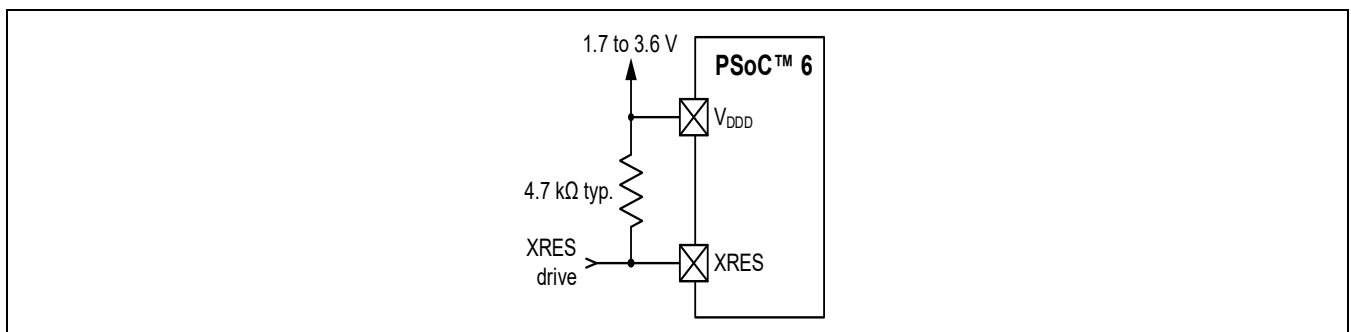 1.7 to 3.6 V
PSoC™ 6
VDDD
4.7 kΩ typ.
XRES
drive
XRES